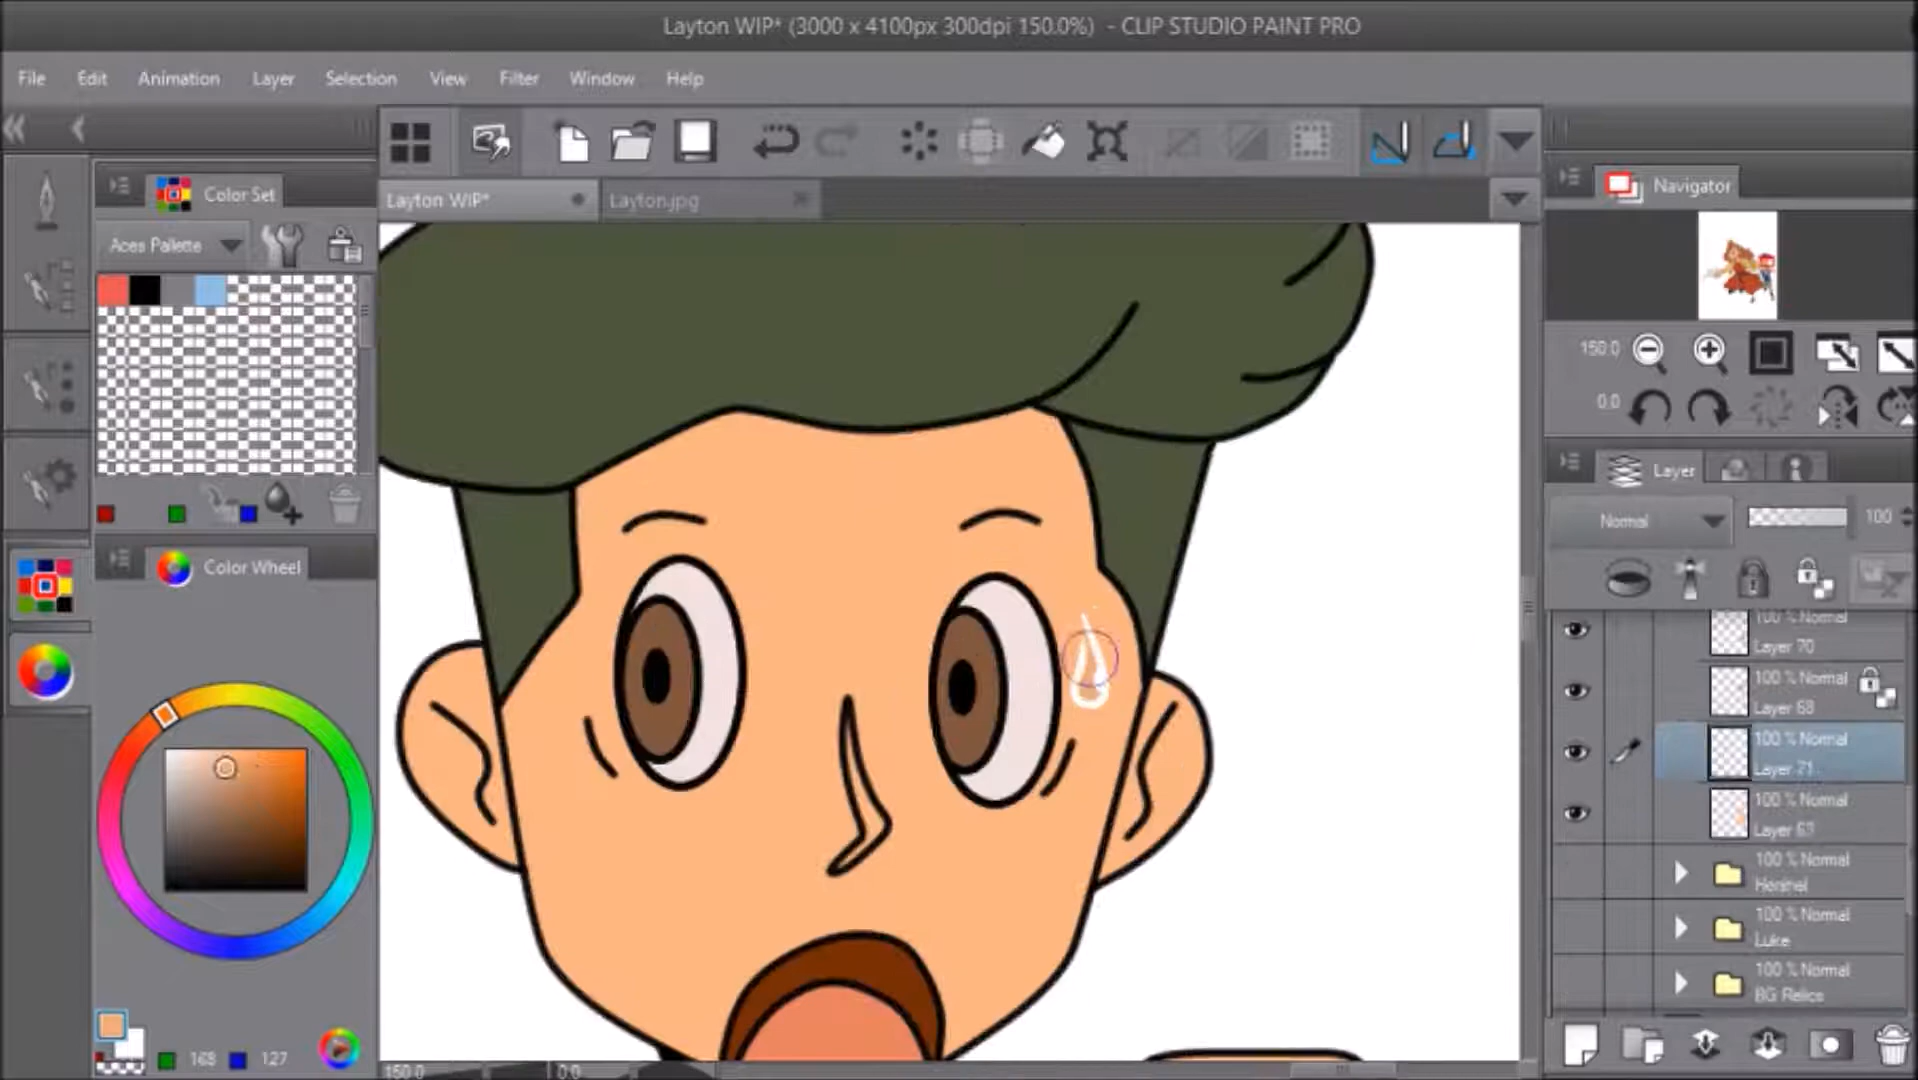 Layton WIP* (3000 x 4100px 300dpi 150.0%) - CLIP STUDIO PAINT PRO
File Edit Animation Layer Selection View Filter Window Help
Color Set
Layton WIP* Layton.jpg
Navigator
Aces Palette
150.0
0.0
Layer
Normal 100
100 % Normal
Layer 70
100 % Normal
Layer 68
100 % Normal
Layer 71
100 % Normal
Layer 63
100 % Normal
100 % Normal
Luke
100 % Normal
BG Relics
Color Wheel
168 127
150.0 0.0